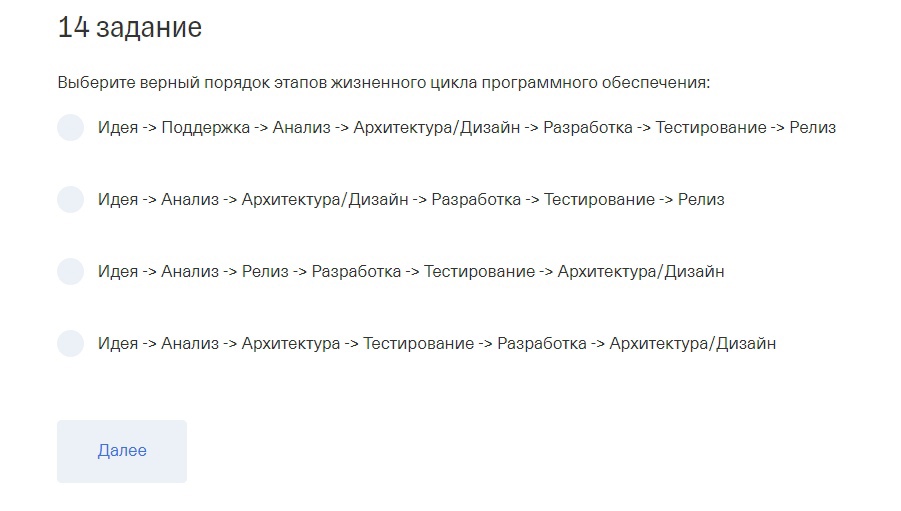 14 задание
Выберите верный порядок этапов жизненного цикла программного обеспечения:
Идея -> Поддержка -> Анализ -> Архитектура/Дизайн -> Разработка -> Тестирование -> Релиз
Идея -> Анализ -> Архитектура/Дизайн -> Разработка -> Тестирование -> Релиз
Идея -> Анализ -> Релиз -> Разработка -> Тестирование -> Архитектура/Дизайн
Идея -> Анализ -> Архитектура -> Тестирование -> Разработка -> Архитектура/Дизайн
Далее